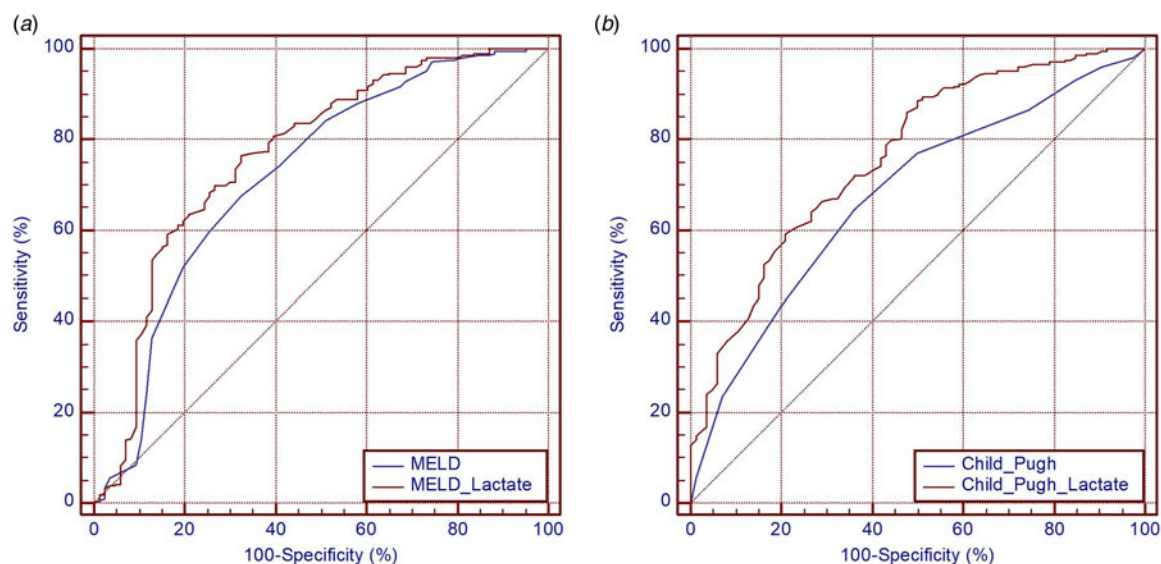 (a)
100
80
60
40
20
0
Sensitivity (%)
MELD
MELD_Lactate
0 20 40 60 80 100
100-Specificity (%)
(b)
100
80
60
40
20
0
Sensitivity (%)
Child_Pugh
Child_Pugh_Lactate
0 20 40 60 80 100
100-Specificity (%)